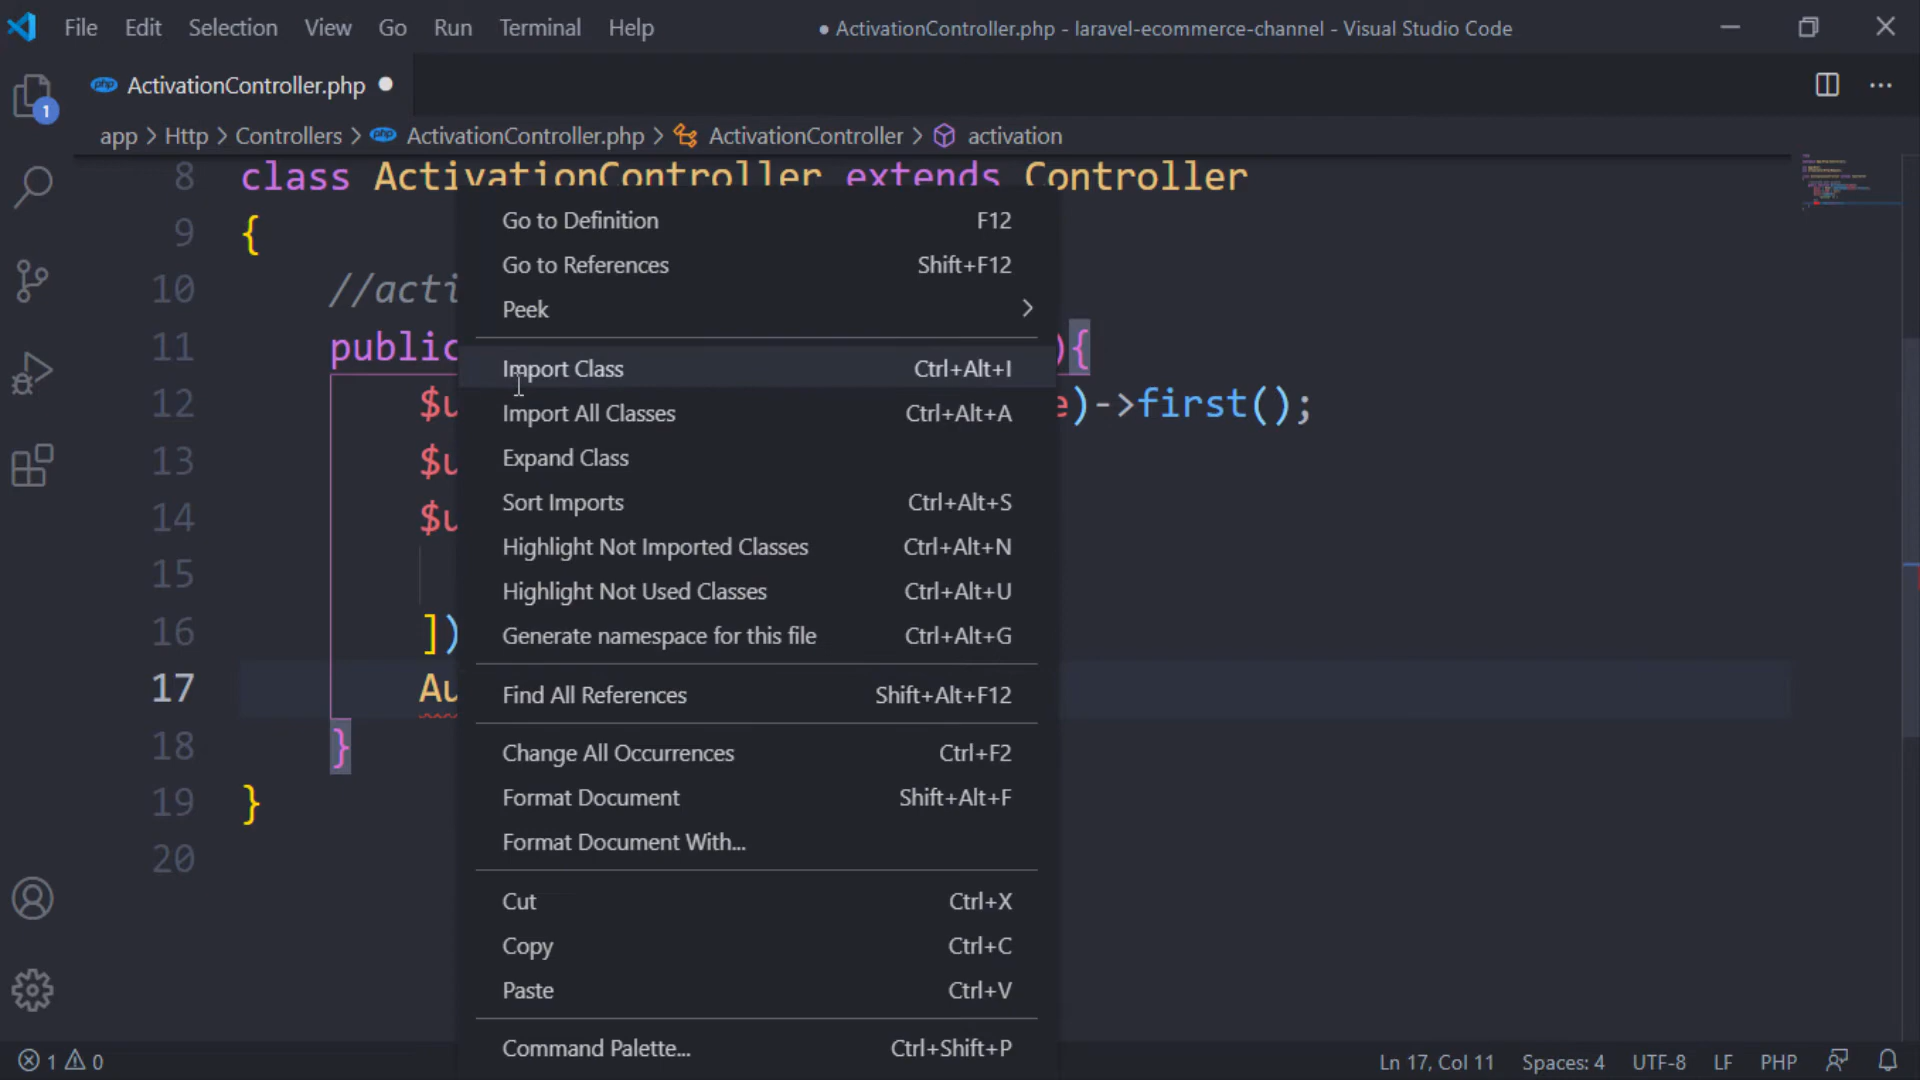 File Edit Selection View Go Run Terminal Help ● ActivationController.php - laravel-ecommerce-channel - Visual Studio Code
php ActivationController.php ●
app > Http > Controllers > php ActivationController.php > ActivationController > activation
8 class ActivationController extends Controller
9 {
10 //acti
11 public ){
12 $u e)->first();
13 $u
14 $u
15
16 ])
17 Au
18 }
19 }
20
1
Go to Definition F12
Go to References Shift+F12
Peek >
Import Class Ctrl+Alt+I
Import All Classes Ctrl+Alt+A
Expand Class
Sort Imports Ctrl+Alt+S
Highlight Not Imported Classes Ctrl+Alt+N
Highlight Not Used Classes Ctrl+Alt+U
Generate namespace for this file Ctrl+Alt+G
Find All References Shift+Alt+F12
Change All Occurrences Ctrl+F2
Format Document Shift+Alt+F
Format Document With...
Cut Ctrl+X
Copy Ctrl+C
Paste Ctrl+V
Command Palette... Ctrl+Shift+P
1 0 Ln 17, Col 11 Spaces: 4 UTF-8 LF PHP